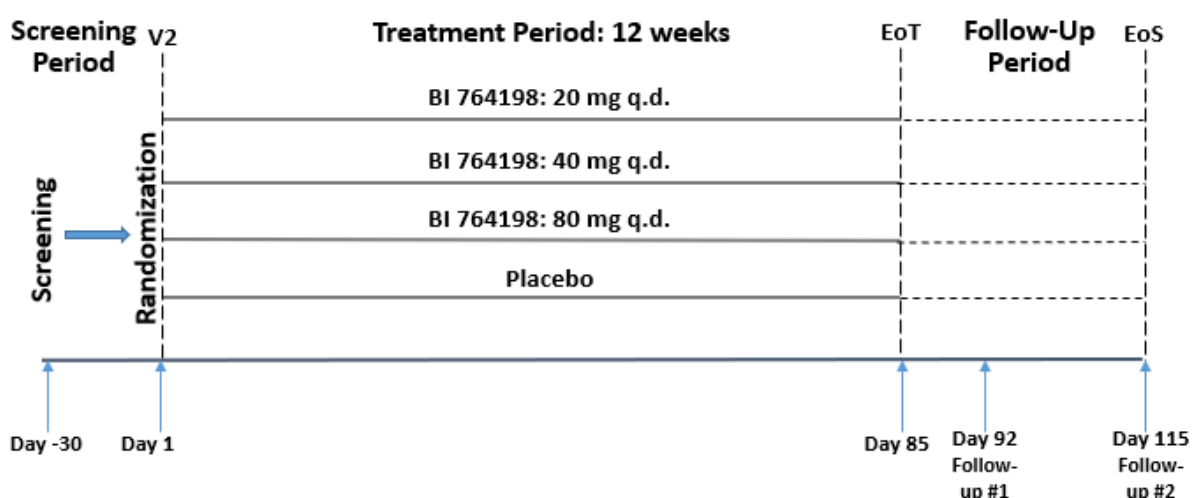 Screening
Period
V2
Treatment Period: 12 weeks
EoT
Follow-Up
Period
EoS
BI 764198: 20 mg q.d.
BI 764198: 40 mg q.d.
BI 764198: 80 mg q.d.
Placebo
Screening
Randomization
Day -30
Day 1
Day 85
Day 92
Follow-
up #1
Day 115
Follow-
up #2